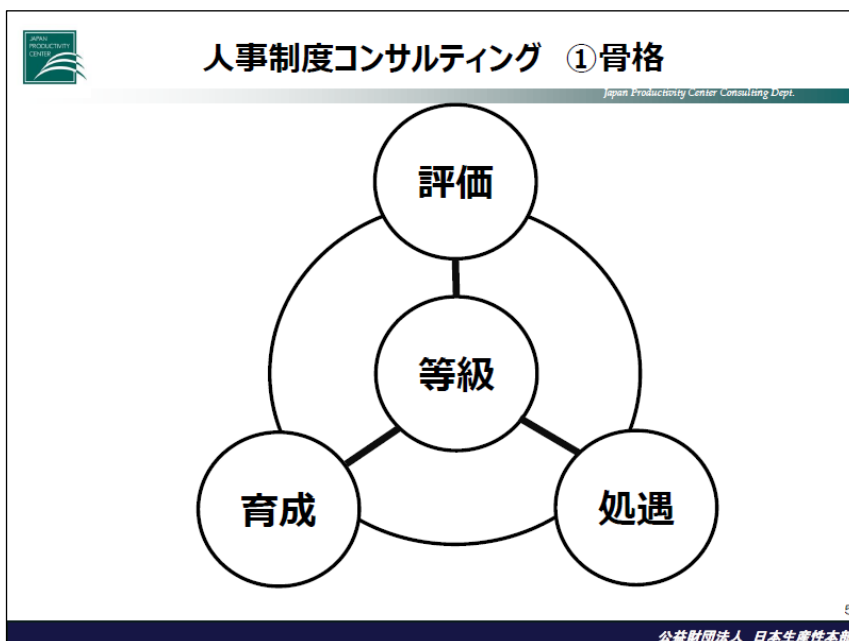 JAPAN
PRODUCTIVITY
CENTER
人事制度コンサルティング ①骨格
Japan Productivity Center Consulting Dept.
評価
等級
育成
処遇
5
公益財団法人 日本生産性本部